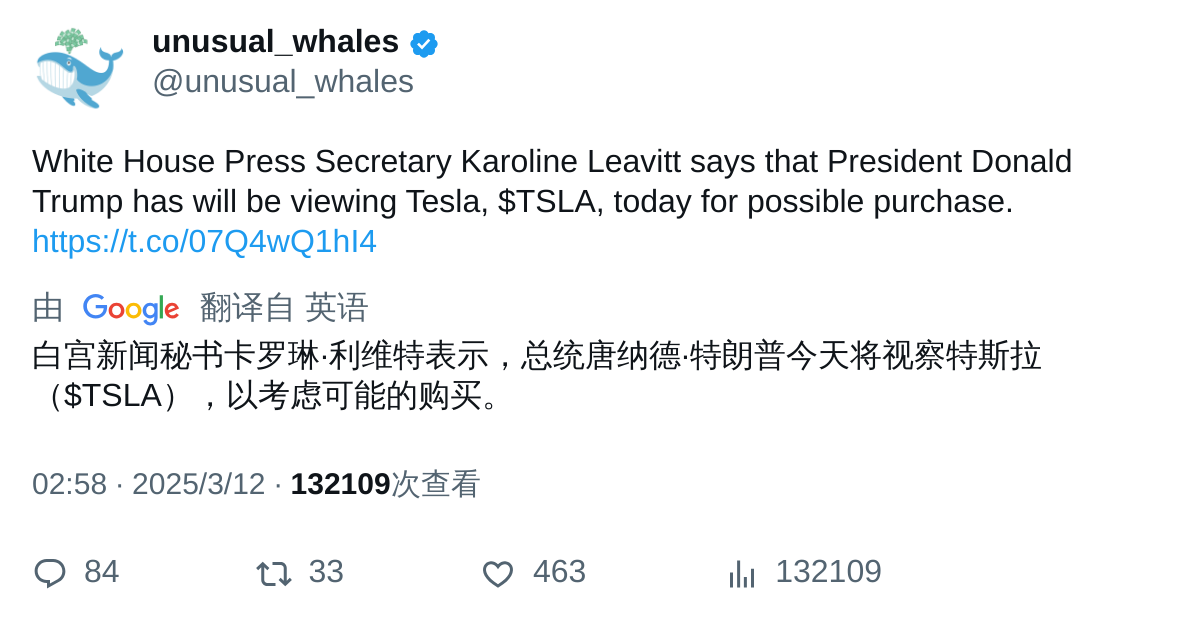 unusual_whales
@unusual_whales
White House Press Secretary Karoline Leavitt says that President Donald
Trump has will be viewing Tesla, $TSLA, today for possible purchase.
https://t.co/07Q4wQ1hI4
由 Google 翻译自 英语
白宫新闻秘书卡罗琳·利维特表示，总统唐纳德·特朗普今天将视察特斯拉
（$TSLA），以考虑可能的购买。
02:58 · 2025/3/12 · 132109次查看
84 33 463 132109